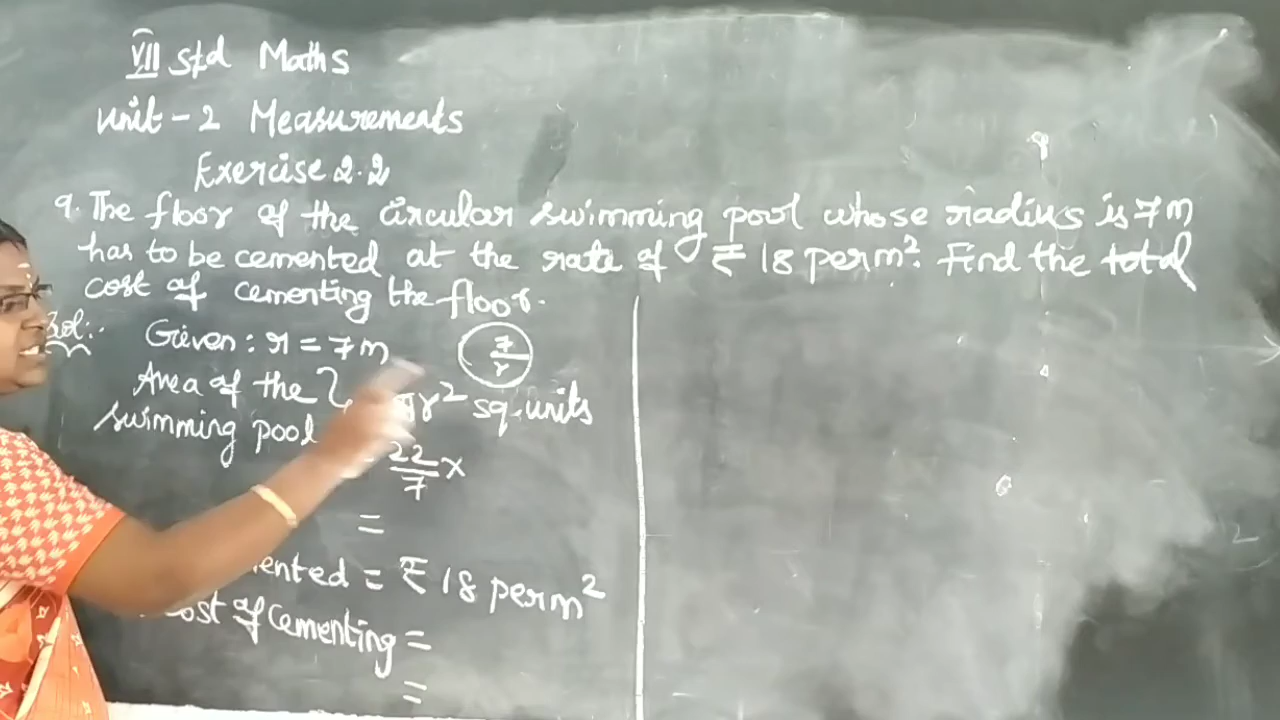 VII Std Maths
Unit - 2 Measurements
Exercise 2.2
9. The floor of the circular swimming pool whose radius is 7m
has to be cemented at the rate of ₹ 18 per m². Find the total
cost of cementing the floor.
Sol:-
Given : r = 7m
7
r
Area of the
πr² sq.units
swimming pool
= 22/7 ×
=
= ₹ 18 per m²
of Cementing =
=